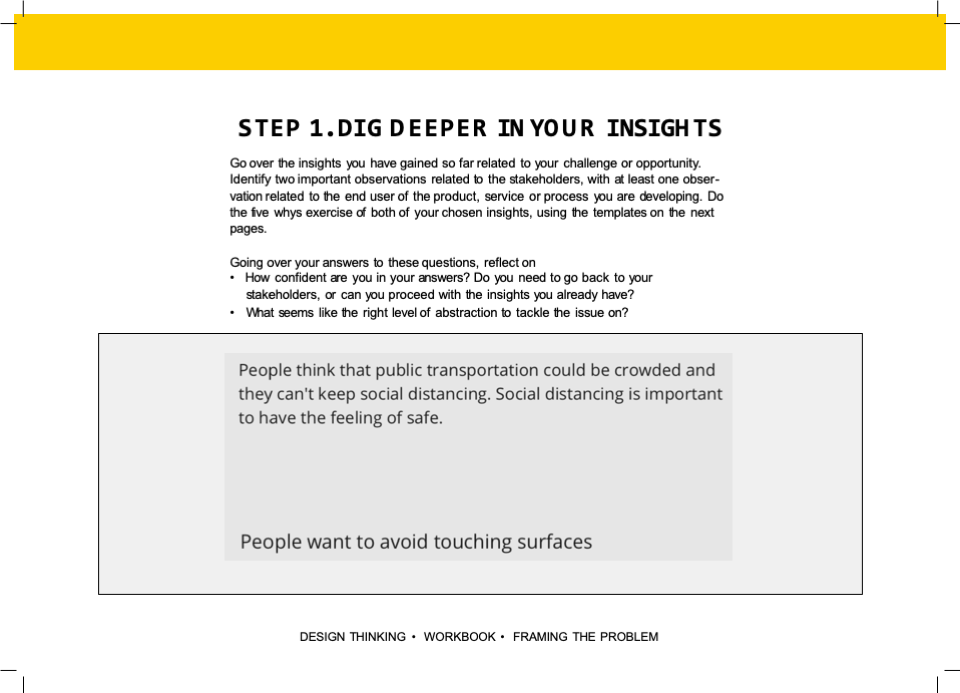 STEP 1. DIG DEEPER IN YOUR INSIGHTS
Go over the insights you have gained so far related to your challenge or opportunity.
Identify two important observations related to the stakeholders, with at least one obser-
vation related to the end user of the product, service or process you are developing. Do
the five whys exercise of both of your chosen insights, using the templates on the next
pages.
Going over your answers to these questions, reflect on
• How confident are you in your answers? Do you need to go back to your
stakeholders, or can you proceed with the insights you already have?
• What seems like the right level of abstraction to tackle the issue on?
People think that public transportation could be crowded and
they can't keep social distancing. Social distancing is important
to have the feeling of safe.
People want to avoid touching surfaces
DESIGN THINKING • WORKBOOK • FRAMING THE PROBLEM